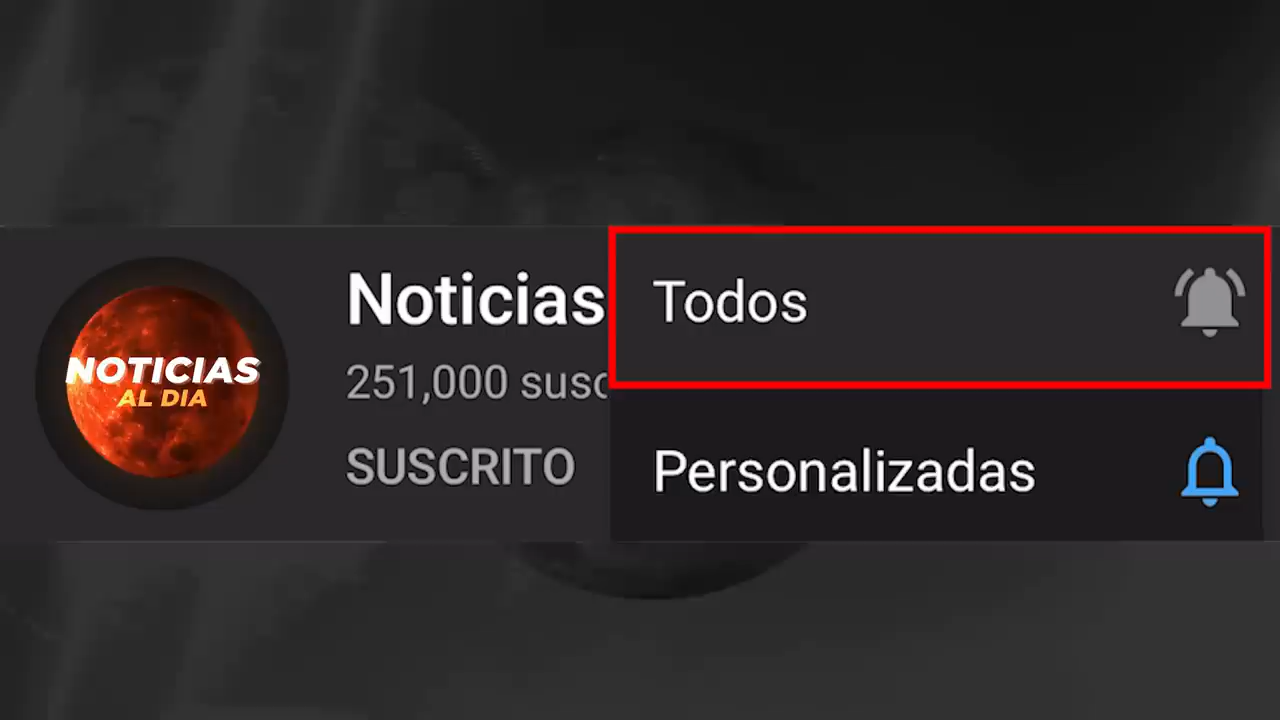 NOTICIAS
AL DIA
Noticias
251,000 susc
SUSCRITO
Todos
Personalizadas